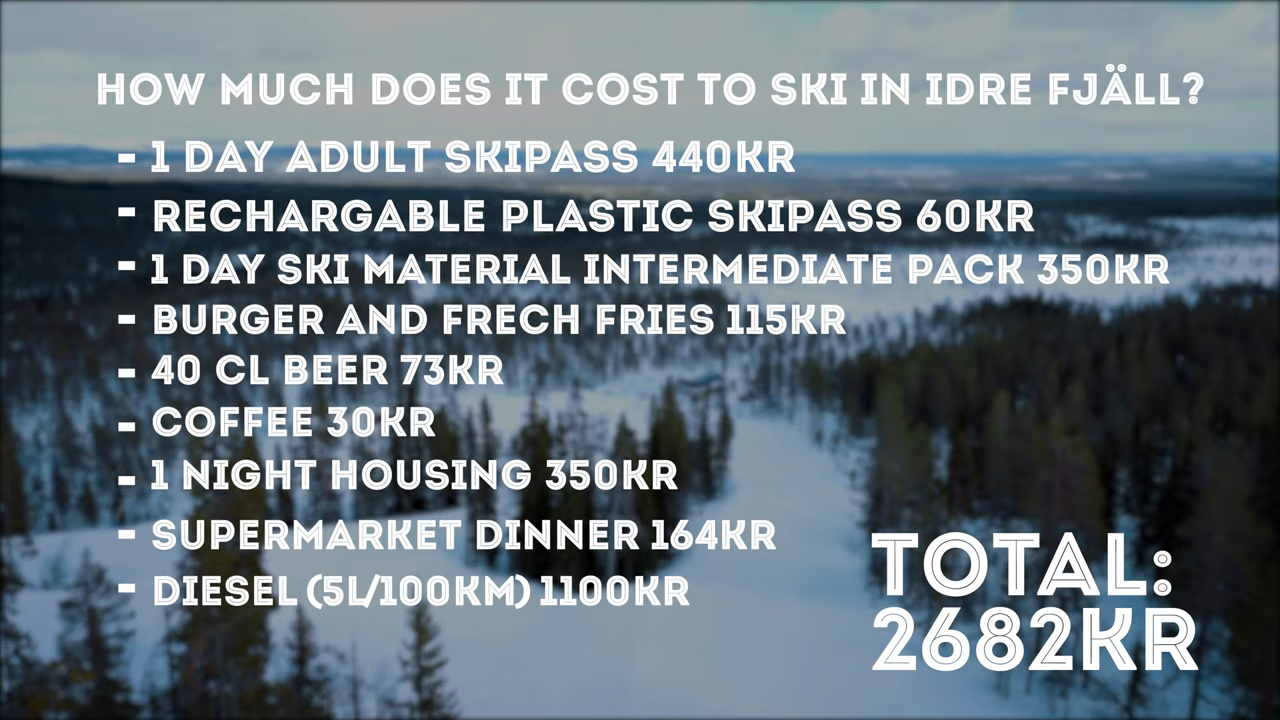 HOW MUCH DOES IT COST TO SKI IN IDRE FJÄLL?
- 1 DAY ADULT SKIPASS 440KR
- RECHARGABLE PLASTIC SKIPASS 60KR
- 1 DAY SKI MATERIAL INTERMEDIATE PACK 350KR
- BURGER AND FRECH FRIES 115KR
- 40 CL BEER 73KR
- COFFEE 30KR
- 1 NIGHT HOUSING 350KR
- SUPERMARKET DINNER 164KR
- DIESEL (5L/100KM) 1100KR
TOTAL:
2682KR